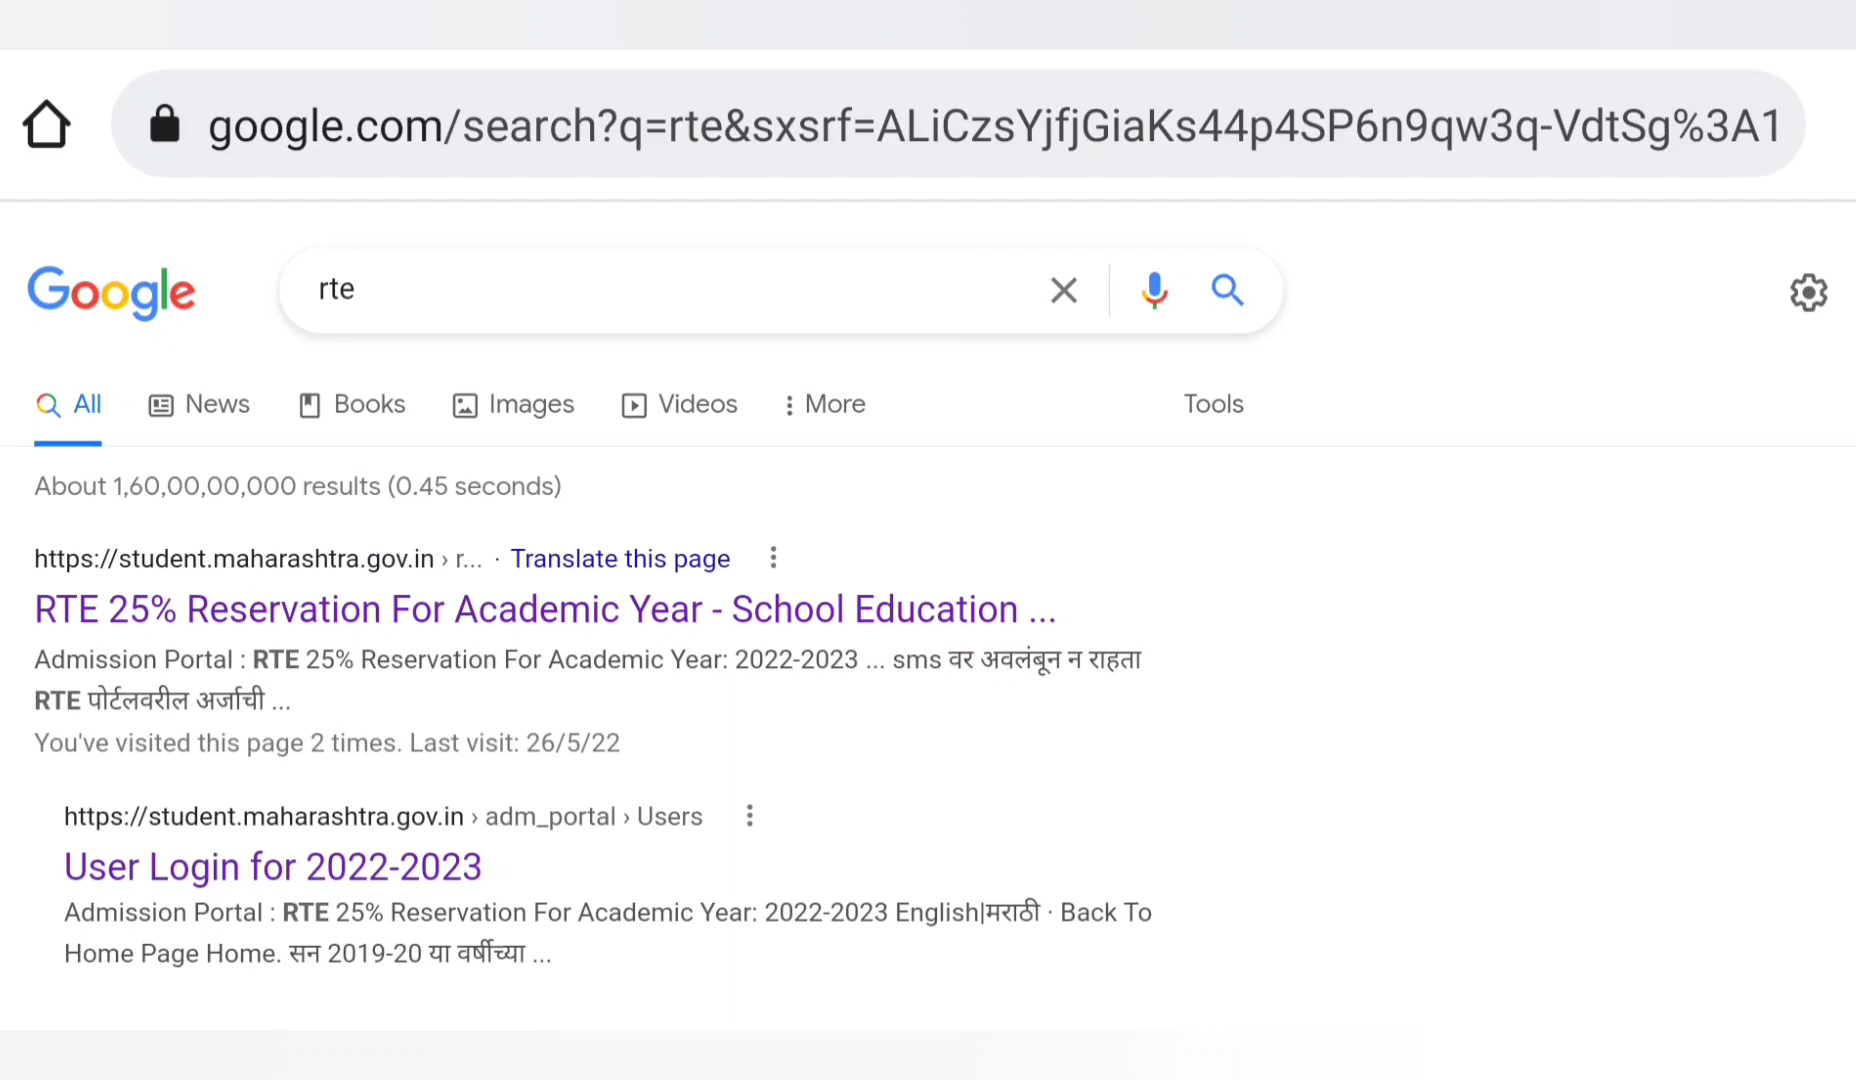 google.com/search?q=rte&sxsrf=ALiCzsYjfjGiaKs44p4SP6n9qw3q-VdtSg%3A1
Google
rte
All News Books Images Videos More Tools
About 1,60,00,00,000 results (0.45 seconds)
https://student.maharashtra.gov.in › r... · Translate this page
RTE 25% Reservation For Academic Year - School Education ...
Admission Portal : RTE 25% Reservation For Academic Year: 2022-2023 ... sms वर अवलंबून न राहता
RTE पोर्टलवरील अर्जाची ...
You've visited this page 2 times. Last visit: 26/5/22
https://student.maharashtra.gov.in › adm_portal › Users
User Login for 2022-2023
Admission Portal : RTE 25% Reservation For Academic Year: 2022-2023 English|मराठी · Back To
Home Page Home. सन 2019-20 या वर्षीच्या ...